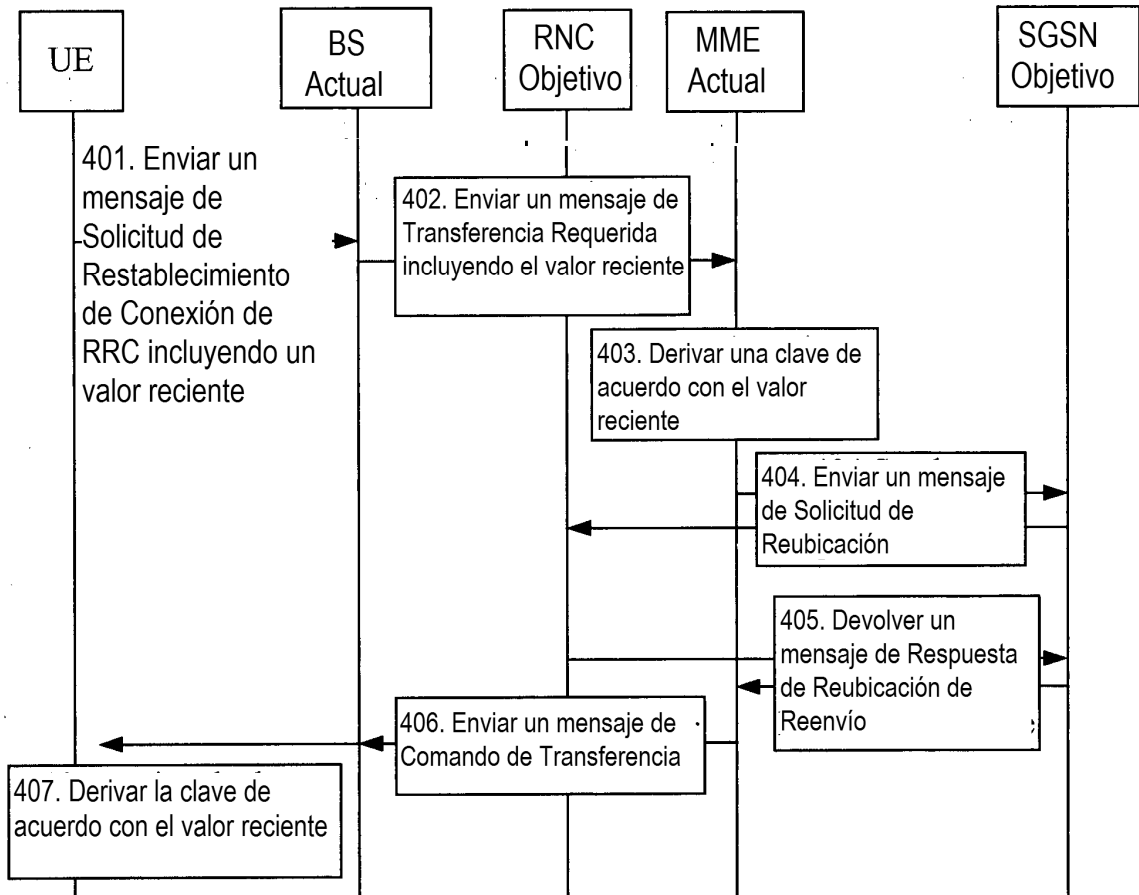 UE
BS
Actual
RNC
Objetivo
MME
Actual
SGSN
Objetivo
401. Enviar un
mensaje de
Solicitud de
Restablecimiento
de Conexión de
RRC incluyendo un
valor reciente
402. Enviar un mensaje de
Transferencia Requerida
incluyendo el valor reciente
403. Derivar una clave de
acuerdo con el valor
reciente
404. Enviar un mensaje
de Solicitud de
Reubicación
405. Devolver un
mensaje de Respuesta
de Reubicación de
Reenvío
406. Enviar un mensaje de
Comando de Transferencia
407. Derivar la clave de
acuerdo con el valor reciente